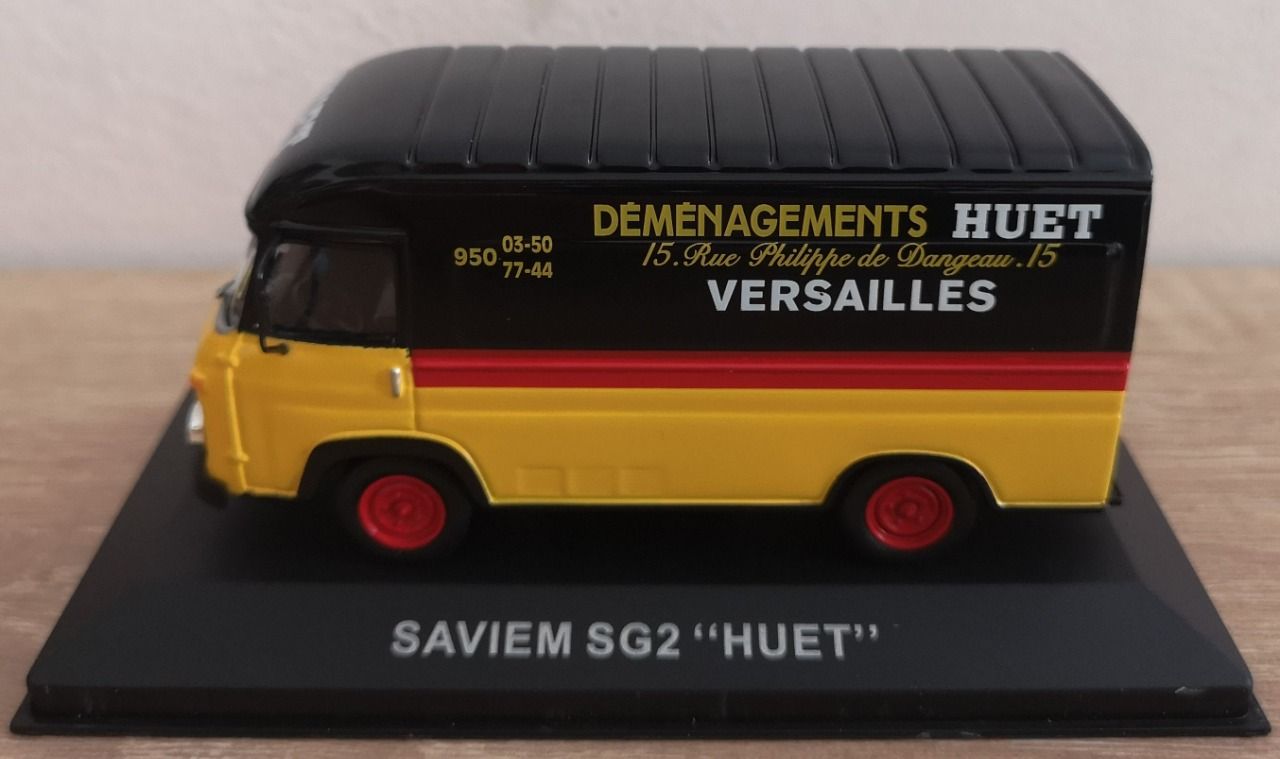 DÉMÉNAGEMENTS HUET
950 03-50
77-44
15.Rue Philippe de Dangeau.15
VERSAILLES
SAVIEM SG2 “HUET”